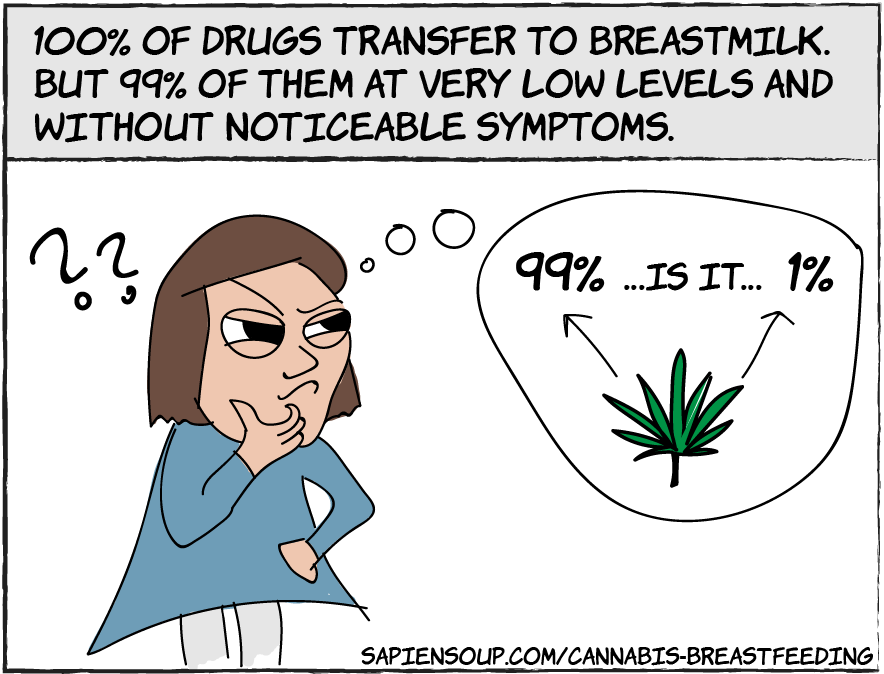 100% OF DRUGS TRANSFER TO BREASTMILK.
BUT 99% OF THEM AT VERY LOW LEVELS AND
WITHOUT NOTICEABLE SYMPTOMS.
??
99% ...IS IT... 1%
SAPIENSOUP.COM/CANNABIS-BREASTFEEDING